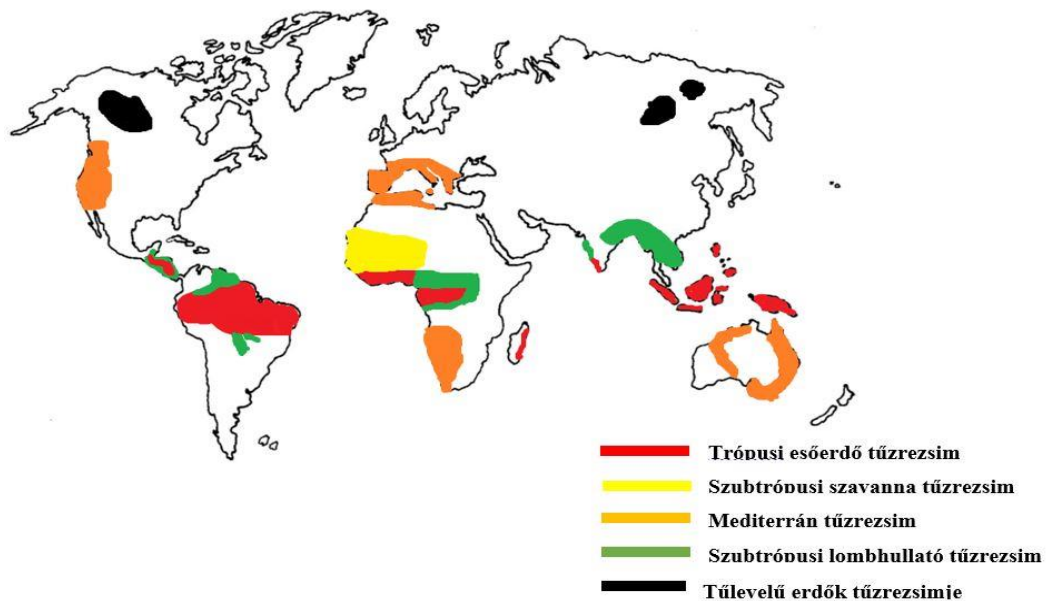 Trópusi esőerdő tűzrezsim
Szubtrópusi szavanna tűzrezsim
Mediterrán tűzrezsim
Szubtrópusi lombhullató tűzrezsim
Tűlevelű erdők tűzrezsimje